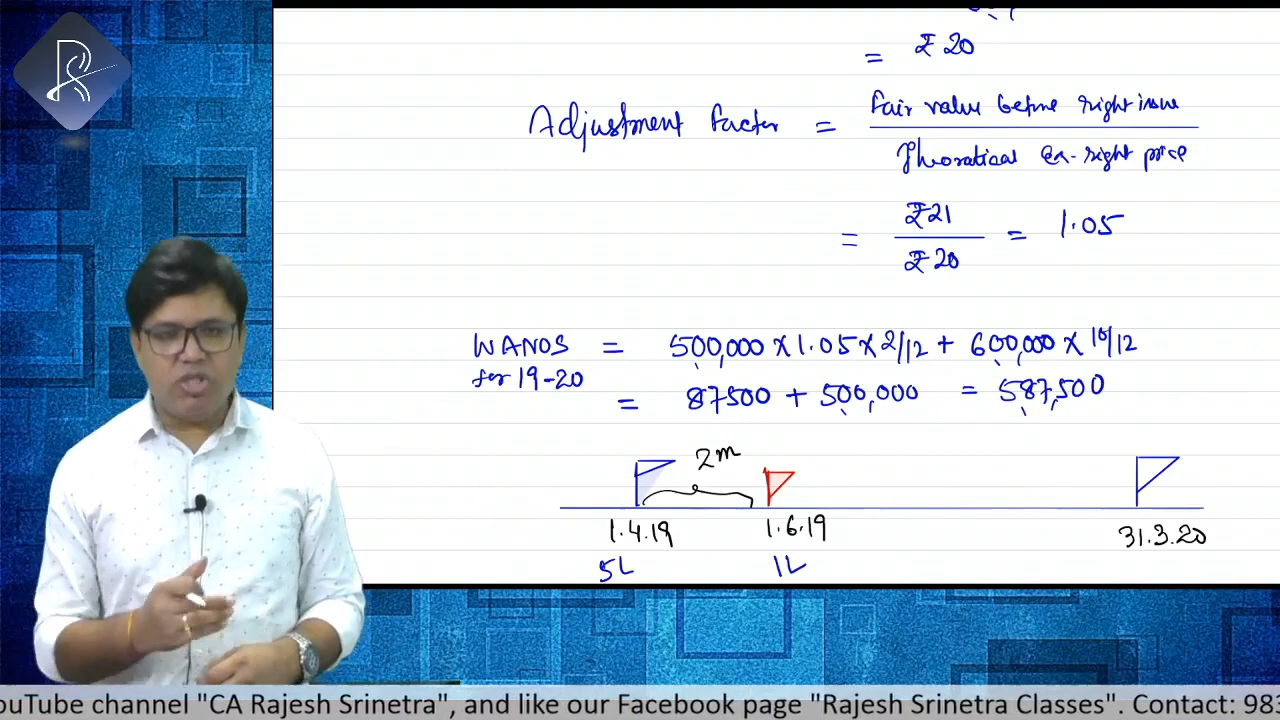 RS
= ₹ 20
Adjustment factor = fair value before right issue
Theoratical Ex-right price
= ₹21 = 1.05
₹20
WANOS = 500,000 × 1.05 × 2/12 + 600,000 × 10/12
for 19-20
= 87500 + 500,000 = 587,500
2m
1.4.19 1.6.19 31.3.20
5L 1L
ouTube channel "CA Rajesh Srinetra", and like our Facebook page "Rajesh Srinetra Classes". Contact: 983